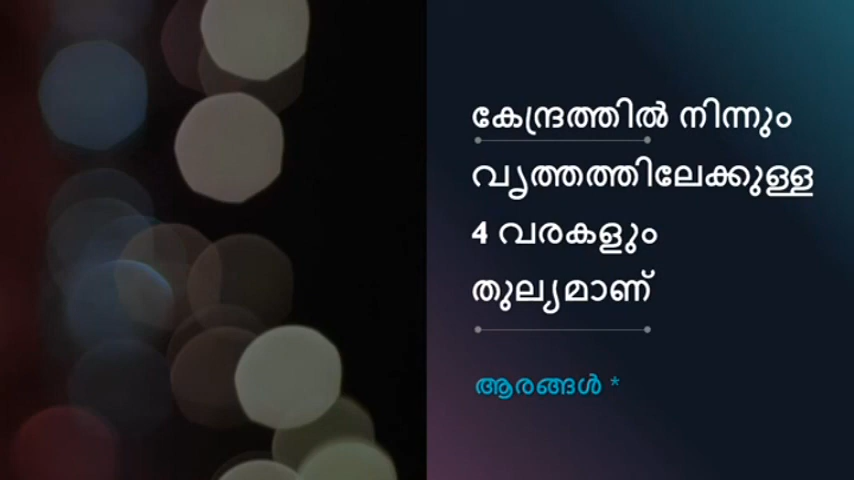 കേന്ദ്രത്തിൽ നിന്നും
വൃത്തത്തിലേക്കുള്ള
4 വരകളും
തുല്യമാണ്
ആരങ്ങൾ *